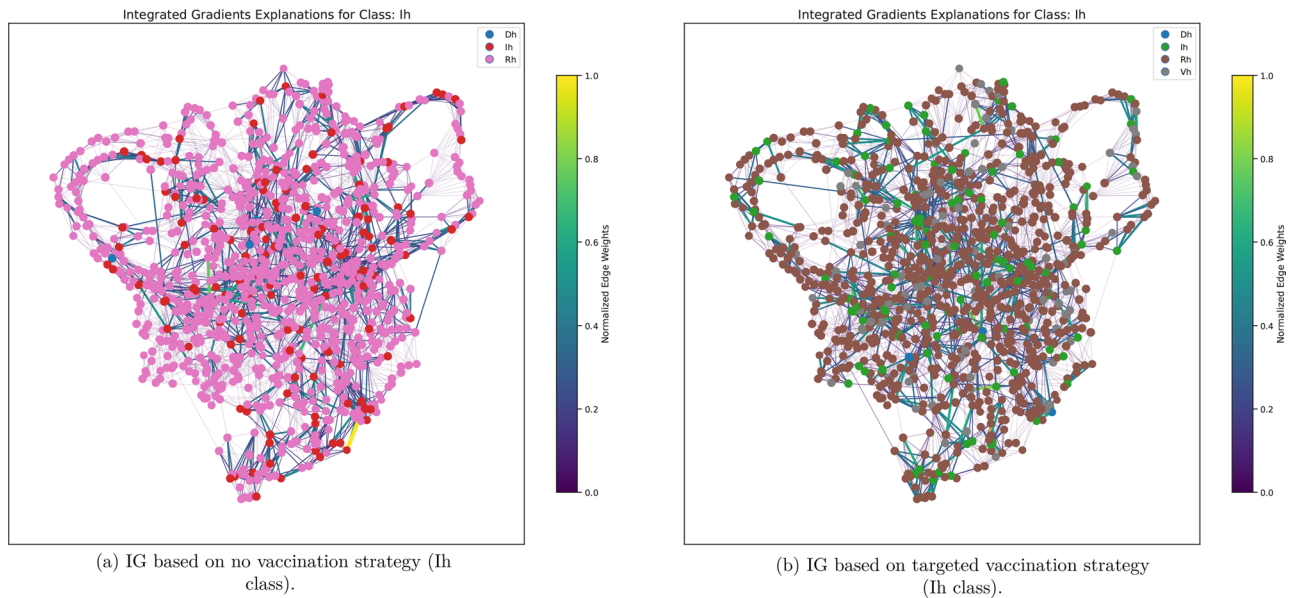 Integrated Gradients Explanations for Class: Ih
Dh
Ih
Rh
1.0
0.8
0.6
0.4
0.2
0.0
Normalized Edge Weights
(a) IG based on no vaccination strategy (Ih
class).
Integrated Gradients Explanations for Class: Ih
Dh
Ih
Rh
Vh
1.0
0.8
0.6
0.4
0.2
0.0
Normalized Edge Weights
(b) IG based on targeted vaccination strategy
(Ih class).